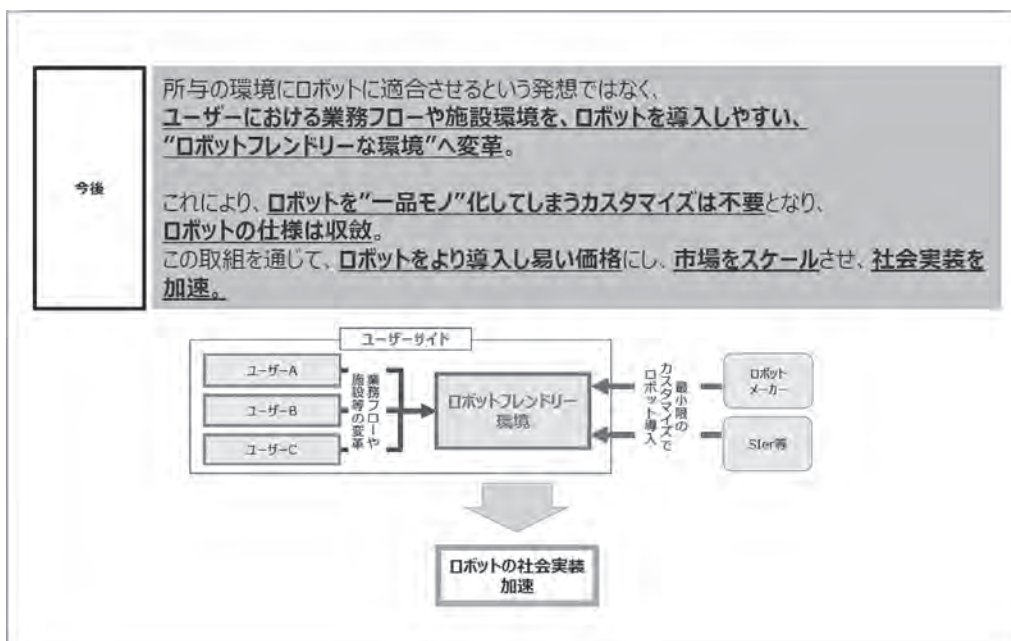 今後
所与の環境にロボットに適合させるという発想ではなく、
ユーザーにおける業務フローや施設環境を、ロボットを導入しやすい、
”ロボットフレンドリーな環境”へ変革。
これにより、ロボットを”一品モノ”化してしまうカスタマイズは不要となり、
ロボットの仕様は収斂。
この取組を通じて、ロボットをより導入し易い価格にし、市場をスケールさせ、社会実装を
加速。
ユーザーサイド
ユーザーA
ユーザーB
ユーザーC
業務フローや
施設等の変革
ロボットフレンドリー
環境
最小限の
カスタマイズで
ロボット導入
ロボット
メーカー
SIer等
ロボットの社会実装
加速